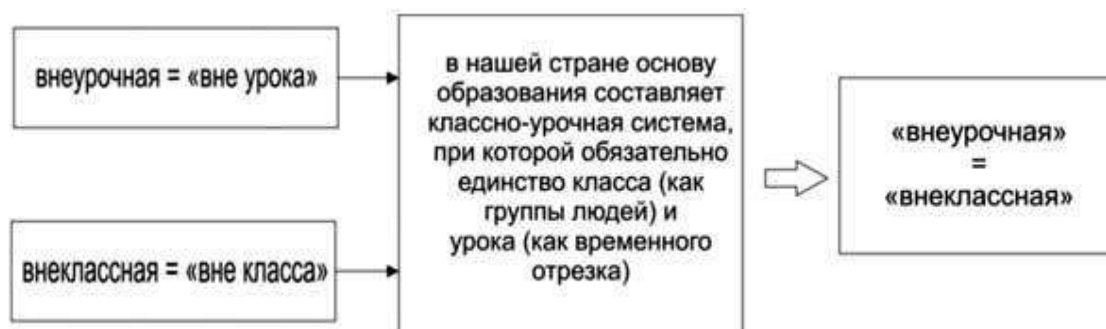 внеурочная = «вне урока»
внеклассная = «вне класса»
в нашей стране основу
образования составляет
классно-урочная система,
при которой обязательно
единство класса (как
группы людей) и
урока (как временного
отрезка)
«внеурочная»
=
«внеклассная»